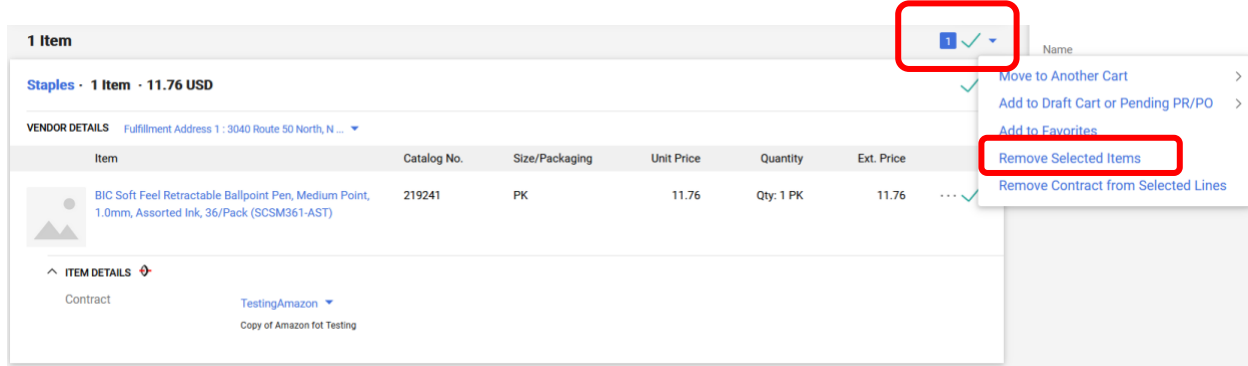 1 Item
1
Name
Staples · 1 Item · 11.76 USD
Move to Another Cart
Add to Draft Cart or Pending PR/PO
Add to Favorites
Remove Selected Items
Remove Contract from Selected Lines
VENDOR DETAILS Fulfillment Address 1 : 3040 Route 50 North, N ...
Item Catalog No. Size/Packaging Unit Price Quantity Ext. Price
BIC Soft Feel Retractable Ballpoint Pen, Medium Point, 219241 PK 11.76 Qty: 1 PK 11.76 ...
1.0mm, Assorted Ink, 36/Pack (SCSM361-AST)
ITEM DETAILS
Contract TestingAmazon
Copy of Amazon fot Testing